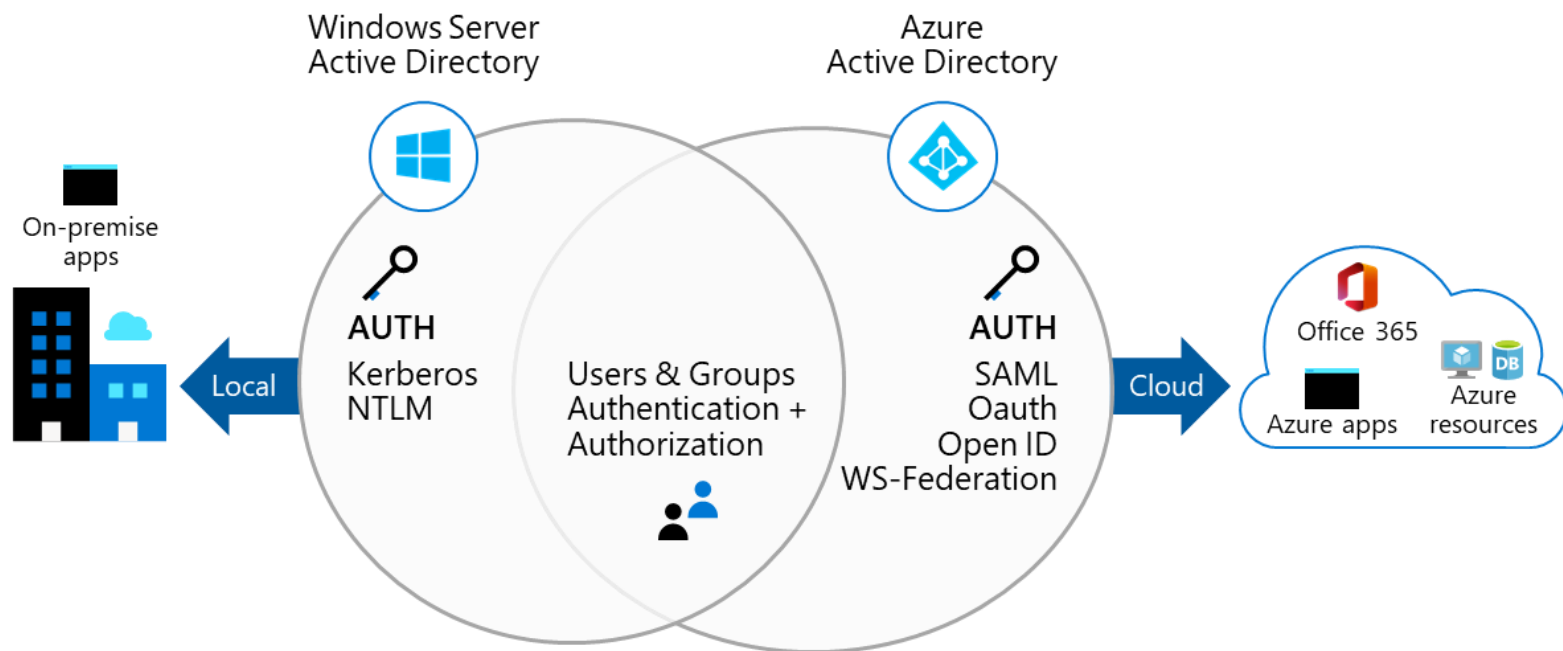 Windows Server
Active Directory
Azure
Active Directory
On-premise
apps
Local
AUTH
Kerberos
NTLM
Users & Groups
Authentication +
Authorization
AUTH
SAML
Oauth
Open ID
WS-Federation
Cloud
Office 365
DB
Azure apps
Azure
resources